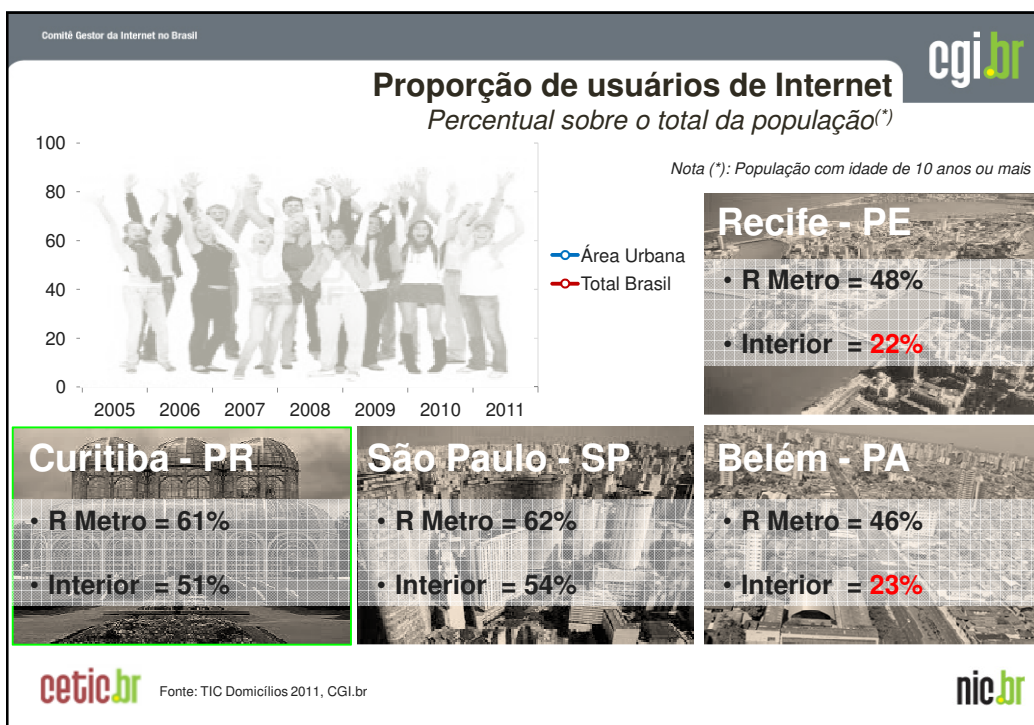 Comitê Gestor da Internet no Brasil
cgi.br
Proporção de usuários de Internet
Percentual sobre o total da população(*)
Nota (*): População com idade de 10 anos ou mais
100
80
60
40
20
0
2005 2006 2007 2008 2009 2010 2011
Área Urbana
Total Brasil
Recife - PE
• R Metro = 48%
• Interior = 22%
Curitiba - PR
• R Metro = 61%
• Interior = 51%
São Paulo - SP
• R Metro = 62%
• Interior = 54%
Belém - PA
• R Metro = 46%
• Interior = 23%
cetic.br
Fonte: TIC Domicílios 2011, CGI.br
nic.br